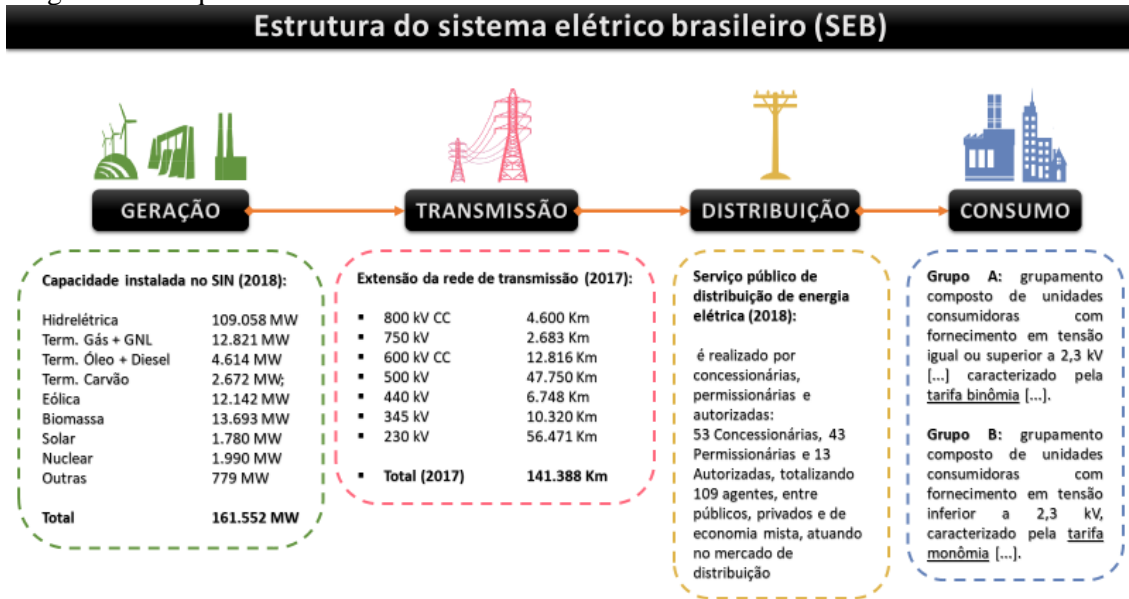 Estrutura do sistema elétrico brasileiro (SEB)
GERAÇÃO
TRANSMISSÃO
DISTRIBUIÇÃO
CONSUMO
Capacidade instalada no SIN (2018):
Hidrelétrica 109.058 MW
Term. Gás + GNL 12.821 MW
Term. Óleo + Diesel 4.614 MW
Term. Carvão 2.672 MW;
Eólica 12.142 MW
Biomassa 13.693 MW
Solar 1.780 MW
Nuclear 1.990 MW
Outras 779 MW
Total 161.552 MW
Extensão da rede de transmissão (2017):
▪ 800 kV CC 4.600 Km
▪ 750 kV 2.683 Km
▪ 600 kV CC 12.816 Km
▪ 500 kV 47.750 Km
▪ 440 kV 6.748 Km
▪ 345 kV 10.320 Km
▪ 230 kV 56.471 Km
▪ Total (2017) 141.388 Km
Serviço público de
distribuição de energia
elétrica (2018):
é realizado por
concessionárias,
permissionárias e
autorizadas:
53 Concessionárias, 43
Permissionárias e 13
Autorizadas, totalizando
109 agentes, entre
públicos, privados e de
economia mista, atuando
no mercado de
distribuição
Grupo A: grupamento
composto de unidades
consumidoras com
fornecimento em tensão
igual ou superior a 2,3 kV
[...] caracterizado pela
tarifa binômia [...].
Grupo B: grupamento
composto de unidades
consumidoras com
fornecimento em tensão
inferior a 2,3 kV,
caracterizado pela tarifa
monômia [...].